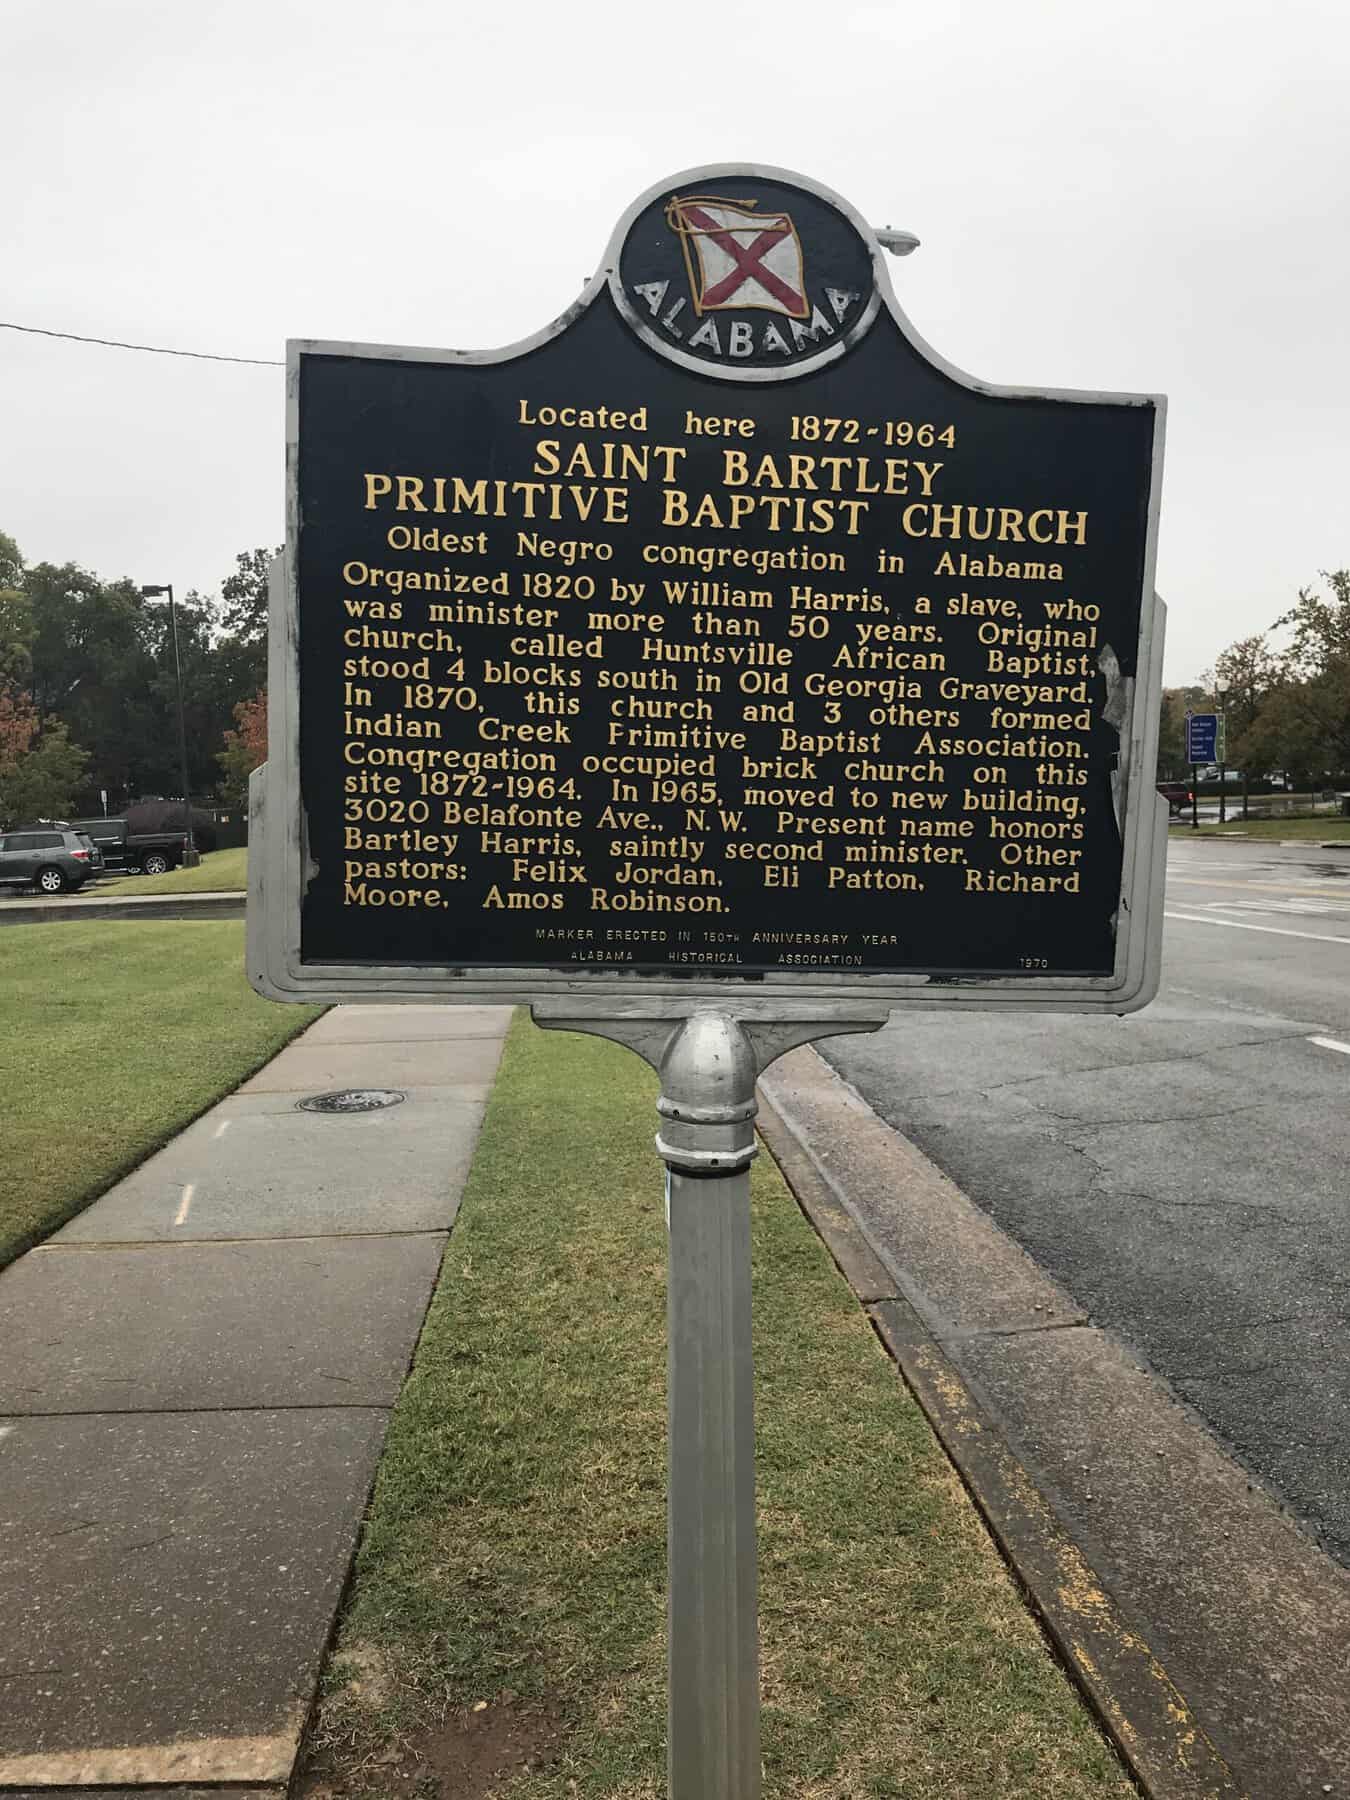 ALABAMA
Located here 1872-1964
SAINT BARTLEY
PRIMITIVE BAPTIST CHURCH
Oldest Negro congregation in Alabama
Organized 1820 by William Harris, a slave, who
was minister more than 50 years. Original
church, called Huntsville African Baptist,
stood 4 blocks south in Old Georgia Graveyard.
In 1870, this church and 3 others formed
Indian Creek Primitive Baptist Association.
Congregation occupied brick church on this
site 1872-1964. In 1965, moved to new building,
3020 Belafonte Ave., N.W. Present name honors
Bartley Harris, saintly second minister. Other
pastors: Felix Jordan, Eli Patton, Richard
Moore, Amos Robinson.
MARKER ERECTED IN 150TH ANNIVERSARY YEAR
ALABAMA HISTORICAL ASSOCIATION 1970